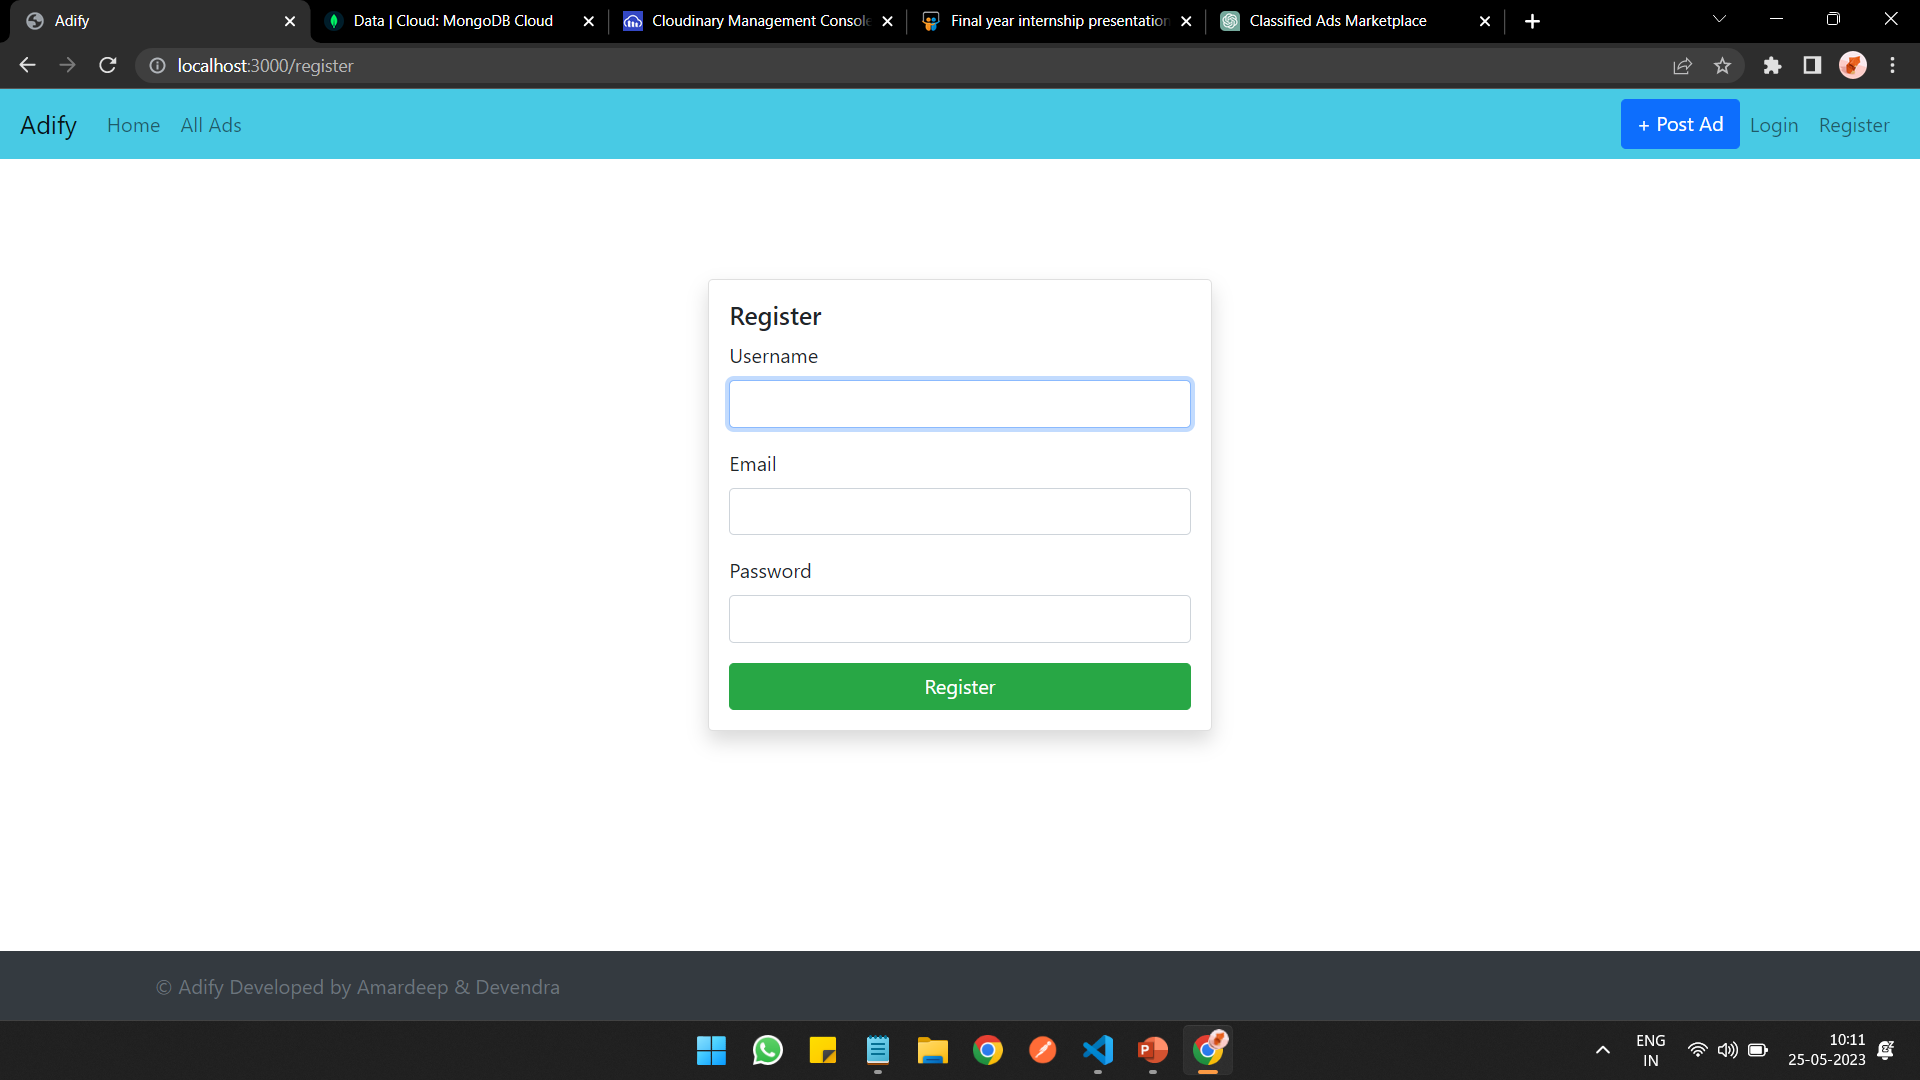 Adify
Data | Cloud: MongoDB Cloud
Cloudinary Management Console
Final year internship presentation
Classified Ads Marketplace
localhost:3000/register
Adify Home All Ads
+ Post Ad Login Register
Register
Username
Email
Password
Register
© Adify Developed by Amardeep & Devendra
ENG
IN
10:11
25-05-2023